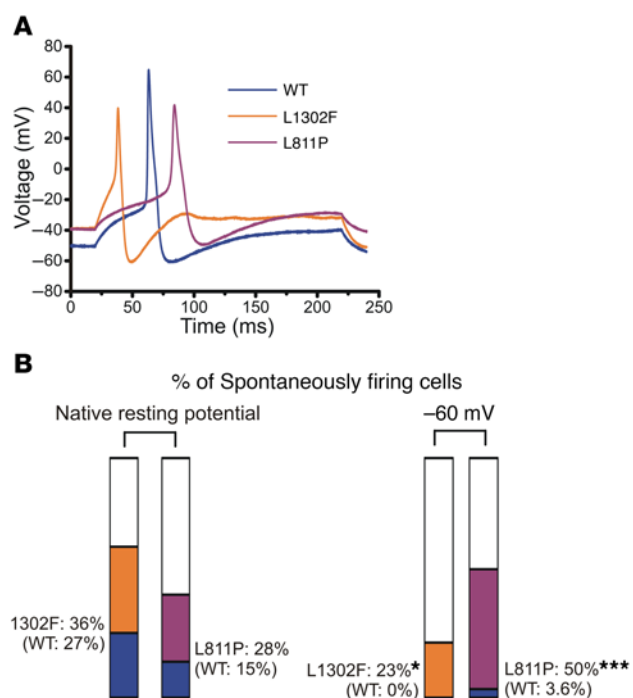 A
80
60
40
20
0
–20
–40
–60
–80
Voltage (mV)
WT
L1302F
L811P
0 50 100 150 200 250
Time (ms)
B
% of Spontaneously firing cells
Native resting potential
–60 mV
1302F: 36%
(WT: 27%)
L811P: 28%
(WT: 15%)
L1302F: 23%*
(WT: 0%)
L811P: 50%***
(WT: 3.6%)